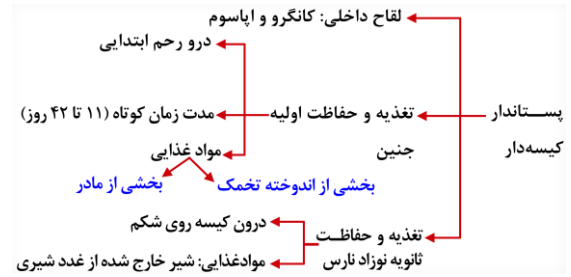 لقاح داخلی: کانگرو و اپاسوم
درو رحم ابتدایی
پستاندار
کیسه‌دار
تغذیه و حفاظت اولیه
جنین
مدت زمان کوتاه (۱۱ تا ۴۲ روز)
مواد غذایی
بخشی از اندوخته تخمک
بخشی از مادر
تغذیه و حفاظت
ثانویه نوزاد نارس
درون کیسه روی شکم
موادغذایی: شیر خارج شده از غدد شیری